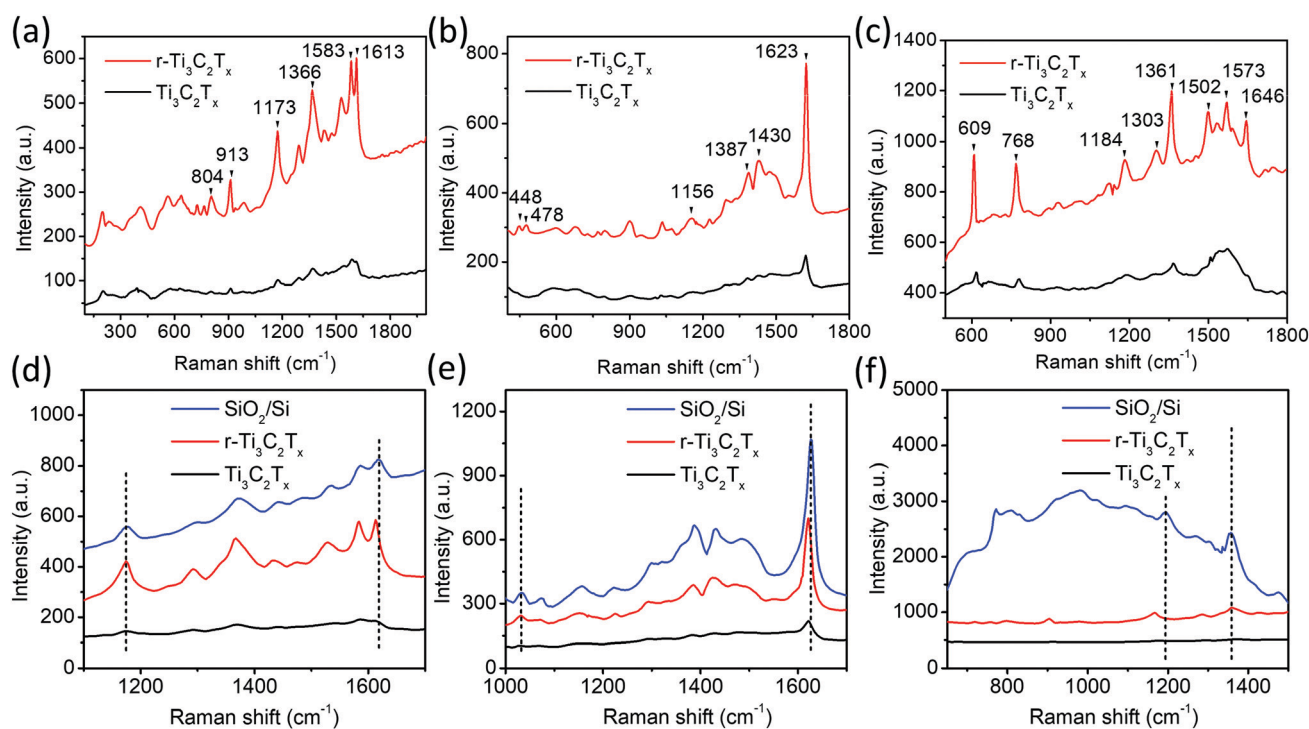 (a)
600
500
400
300
200
100
300 600 900 1200 1500 1800
Intensity (a.u.)
Raman shift (cm⁻¹)
r-Ti₃C₂Tₓ
Ti₃C₂Tₓ
804
913
1173
1366
1583
1613
(b)
800
600
400
200
600 900 1200 1500 1800
Intensity (a.u.)
Raman shift (cm⁻¹)
r-Ti₃C₂Tₓ
Ti₃C₂Tₓ
448
478
1156
1387
1430
1623
(c)
1400
1200
1000
800
600
400
600 900 1200 1500 1800
Intensity (a.u.)
Raman shift (cm⁻¹)
r-Ti₃C₂Tₓ
Ti₃C₂Tₓ
609
768
1184
1303
1361
1502
1573
1646
(d)
1000
800
600
400
200
0
1200 1400 1600
Intensity (a.u.)
Raman shift (cm⁻¹)
SiO₂/Si
r-Ti₃C₂Tₓ
Ti₃C₂Tₓ
(e)
1200
900
600
300
0
1000 1200 1400 1600
Intensity (a.u.)
Raman shift (cm⁻¹)
SiO₂/Si
r-Ti₃C₂Tₓ
Ti₃C₂Tₓ
(f)
5000
4000
3000
2000
1000
0
800 1000 1200 1400
Intensity (a.u.)
Raman shift (cm⁻¹)
SiO₂/Si
r-Ti₃C₂Tₓ
Ti₃C₂Tₓ